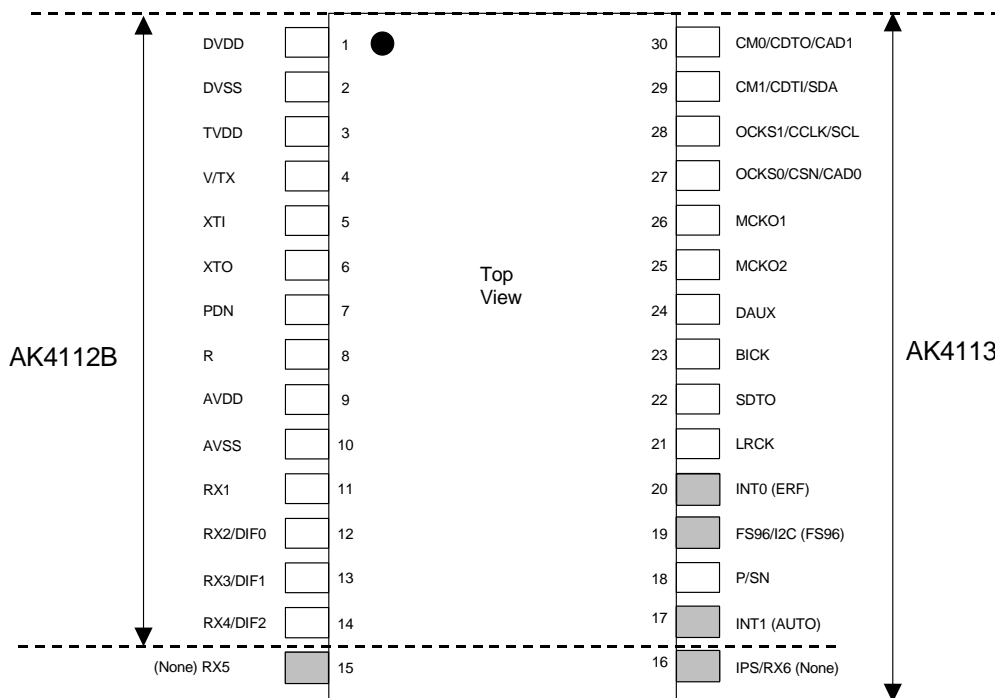 DVDD 1 30 CM0/CDTO/CAD1
DVSS 2 29 CM1/CDTI/SDA
TVDD 3 28 OCKS1/CCLK/SCL
V/TX 4 27 OCKS0/CSN/CAD0
XTI 5 26 MCKO1
XTO 6 25 MCKO2
Top
View
PDN 7 24 DAUX
AK4112B R 8 23 BICK AK4113
AVDD 9 22 SDTO
AVSS 10 21 LRCK
RX1 11 20 INT0 (ERF)
RX2/DIF0 12 19 FS96/I2C (FS96)
RX3/DIF1 13 18 P/SN
RX4/DIF2 14 17 INT1 (AUTO)
(None) RX5 15 16 IPS/RX6 (None)